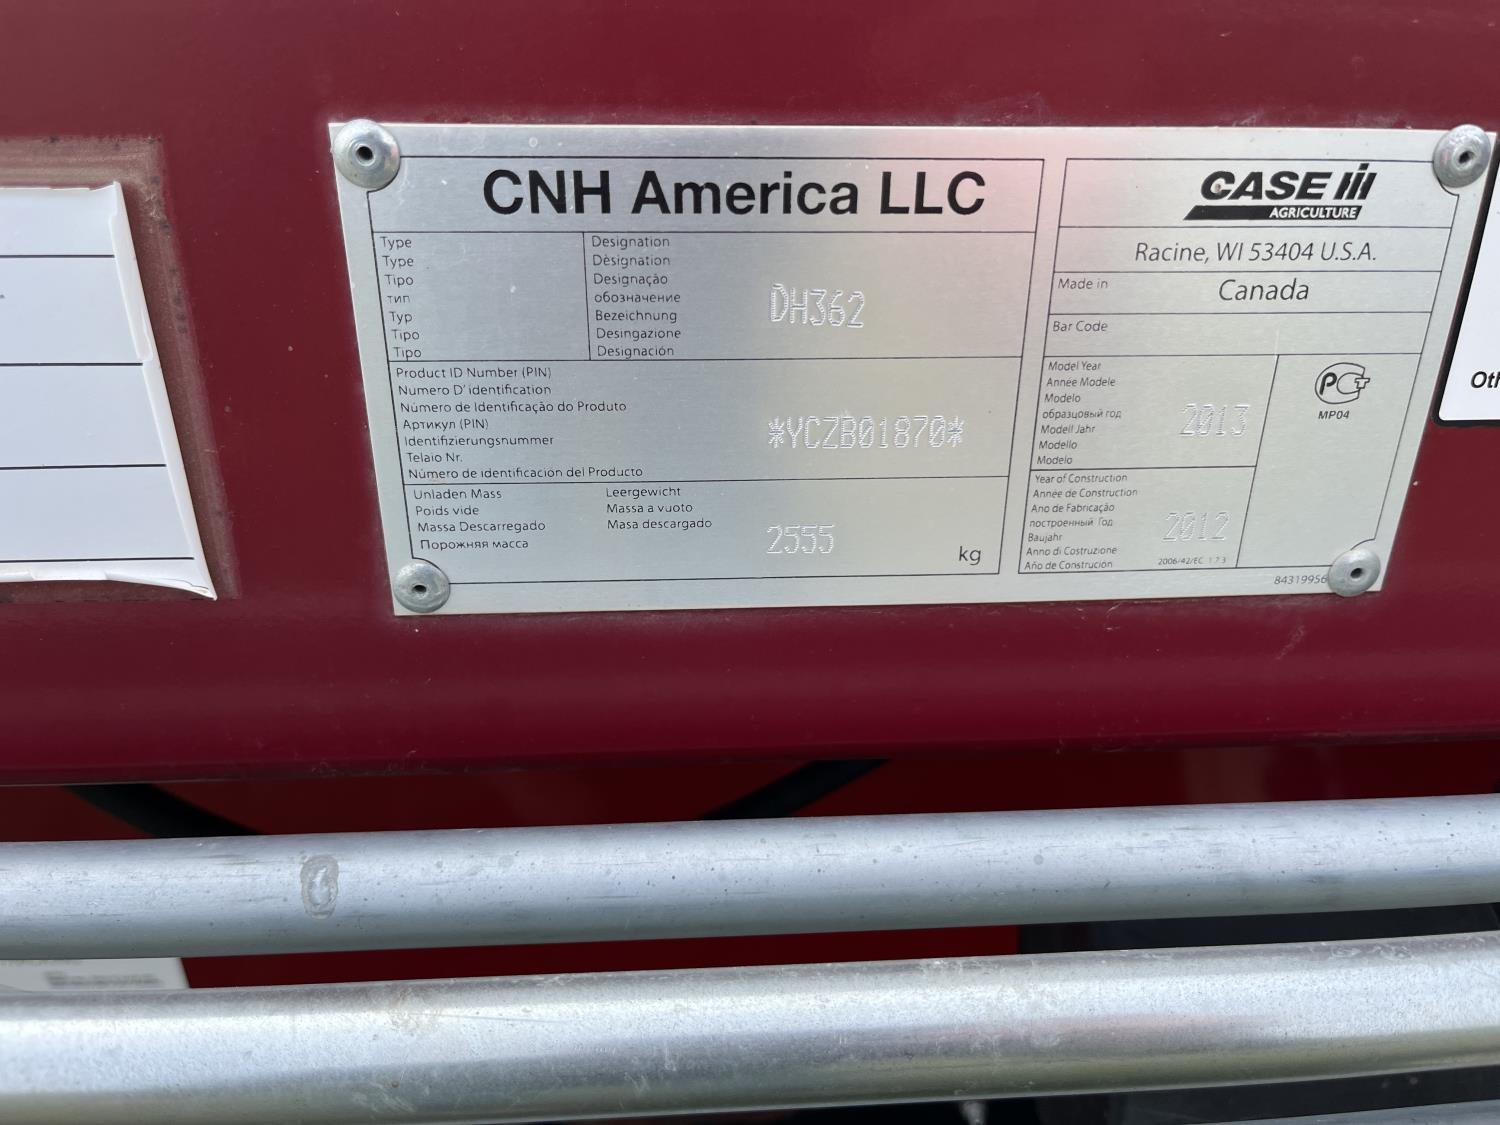 CNH America LLC
Type
Type
Tipo
тип
Typ
Tipo
Tipo
Designation
Dèsignation
Designação
обозначение
Bezeichnung
Desingazione
Designación
DH362
Product ID Number (PIN)
Numero D' identification
Número de Identificação do Produto
Артикул (PIN)
Identifizierungsnummer
Telaio Nr.
Número de identificación del Producto
*YCZB01870*
Unladen Mass
Poids vide
Massa Descarregado
Порожняя масса
Leergewicht
Massa a vuoto
Masa descargado
2555
kg
CASE IH
AGRICULTURE
Racine, WI 53404 U.S.A.
Made in Canada
Bar Code
Model Year
Année Modele
Modelo
образцовый год
Modell Jahr
Modello
Modelo
2013
PCT
MP04
Year of Construction
Année de Construction
Ano de Fabricação
построенный Год
Baujahr
Anno di Costruzione
Año de Construción
2012
2006/42/EC 1.7.3
84319956
Oth